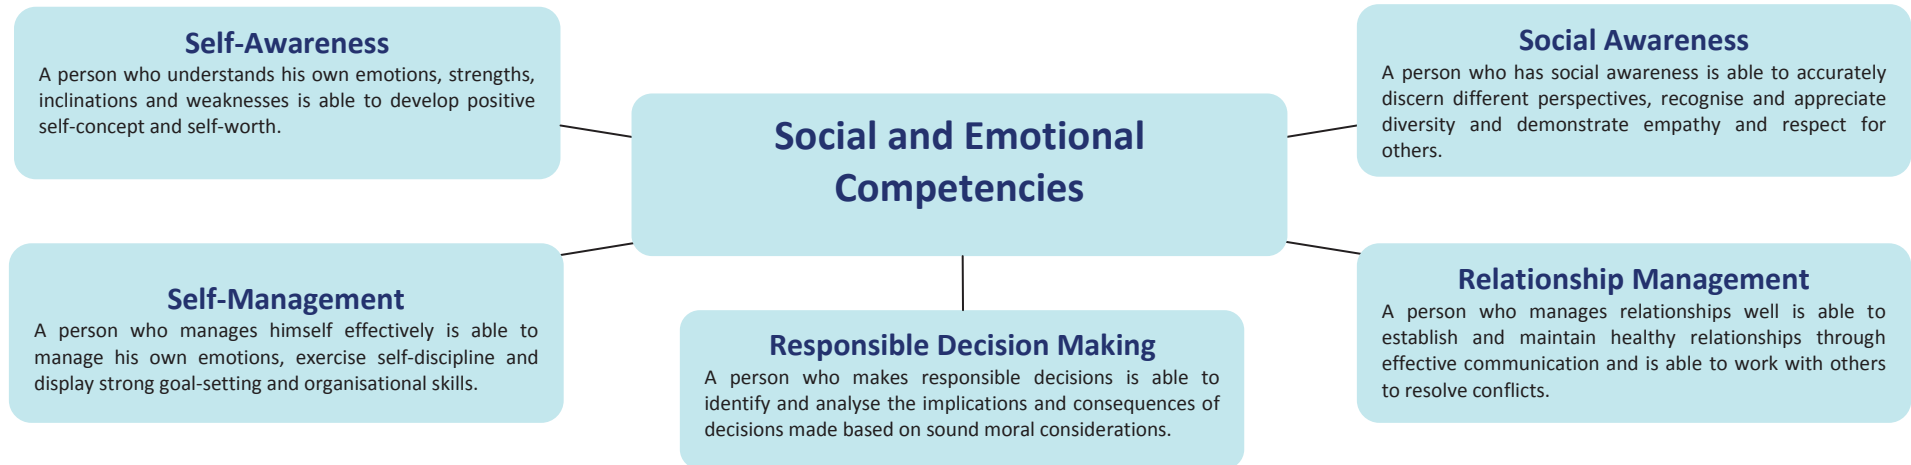 Self-Awareness
A person who understands his own emotions, strengths,
inclinations and weaknesses is able to develop positive
self-concept and self-worth.
Social Awareness
A person who has social awareness is able to accurately
discern different perspectives, recognise and appreciate
diversity and demonstrate empathy and respect for
others.
Social and Emotional
Competencies
Self-Management
A person who manages himself effectively is able to
manage his own emotions, exercise self-discipline and
display strong goal-setting and organisational skills.
Responsible Decision Making
A person who makes responsible decisions is able to
identify and analyse the implications and consequences of
decisions made based on sound moral considerations.
Relationship Management
A person who manages relationships well is able to
establish and maintain healthy relationships through
effective communication and is able to work with others
to resolve conflicts.